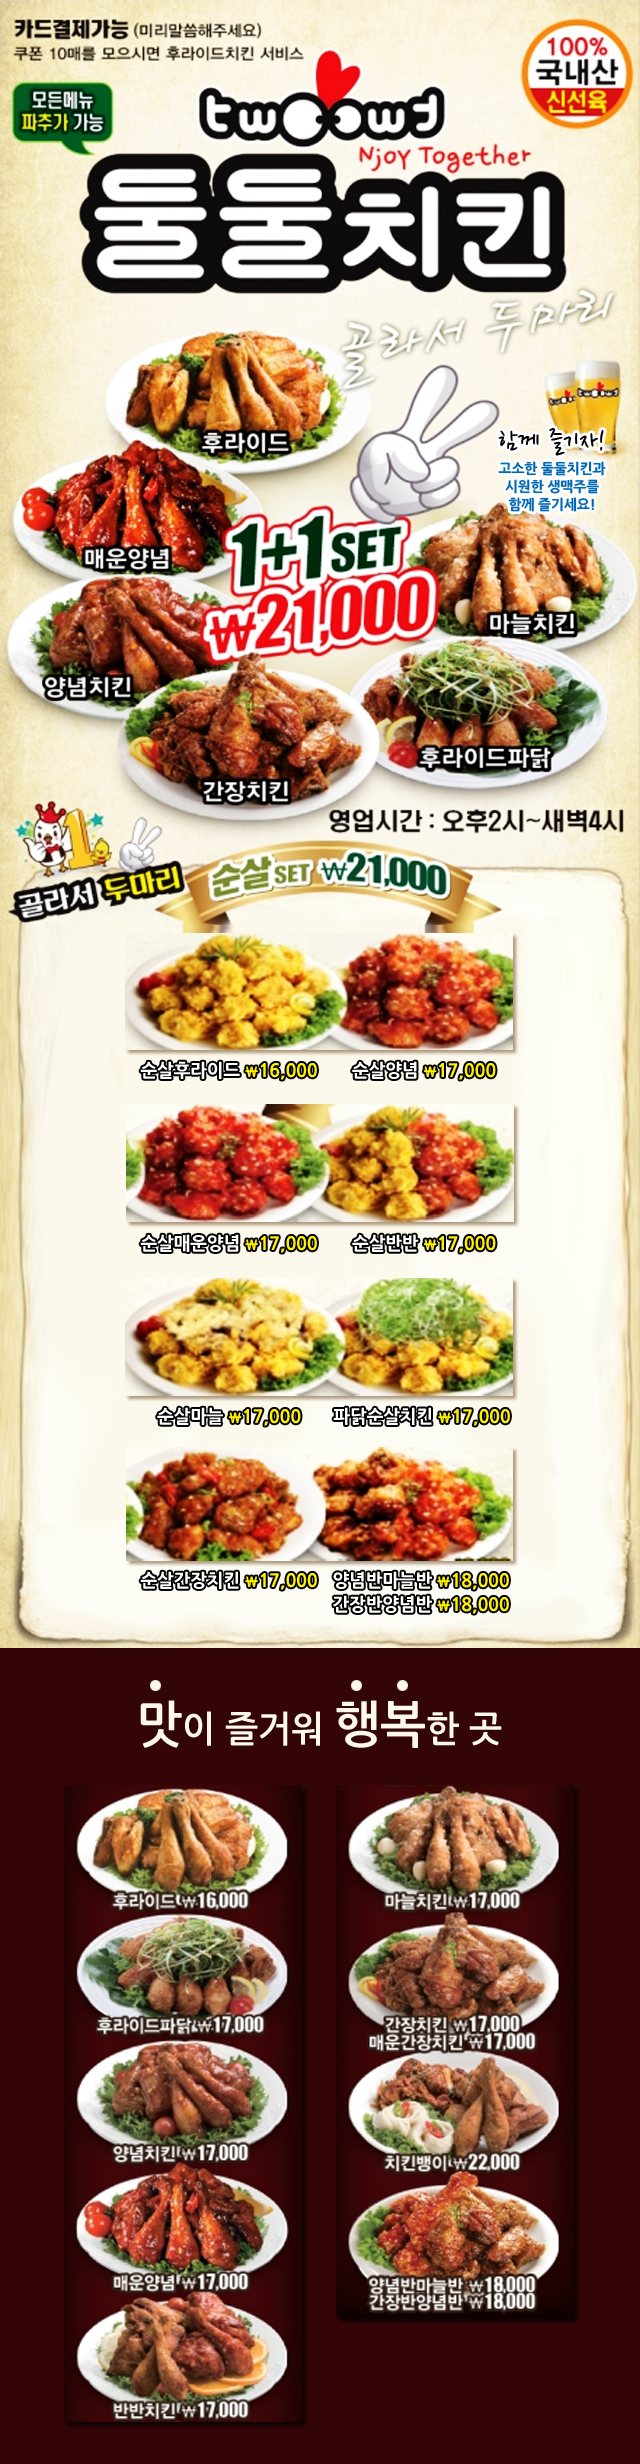 카드결제가능 (미리말씀해주세요)
쿠폰 10매를 모으시면 후라이드치킨 서비스
100%
국내산
신선육
모든메뉴
파추가 가능
Njoy Together
둘둘치킨
골라서 두마리
후라이드
함께 즐기자!
고소한 둘둘치킨과
시원한 생맥주를
함께 즐기세요!
매운양념
1+1 SET
₩21,000
마늘치킨
양념치킨
후라이드파닭
간장치킨
영업시간 : 오후2시~새벽4시
1
골라서 두마리
순살 SET ₩21,000
순살후라이드 ₩16,000 순살양념 ₩17,000
순살매운양념 ₩17,000 순살반반 ₩17,000
순살마늘 ₩17,000 파닭순살치킨 ₩17,000
순살간장치킨 ₩17,000 양념반마늘반 ₩18,000
간장반양념반 ₩18,000
맛이 즐거워 행복한 곳
후라이드 ₩16,000
후라이드파닭 ₩17,000
양념치킨 ₩17,000
매운양념 ₩17,000
반반치킨 ₩17,000
마늘치킨 ₩17,000
간장치킨 ₩17,000
매운간장치킨 ₩17,000
치킨뱅이 ₩22,000
양념반마늘반 ₩18,000
간장반양념반 ₩18,000